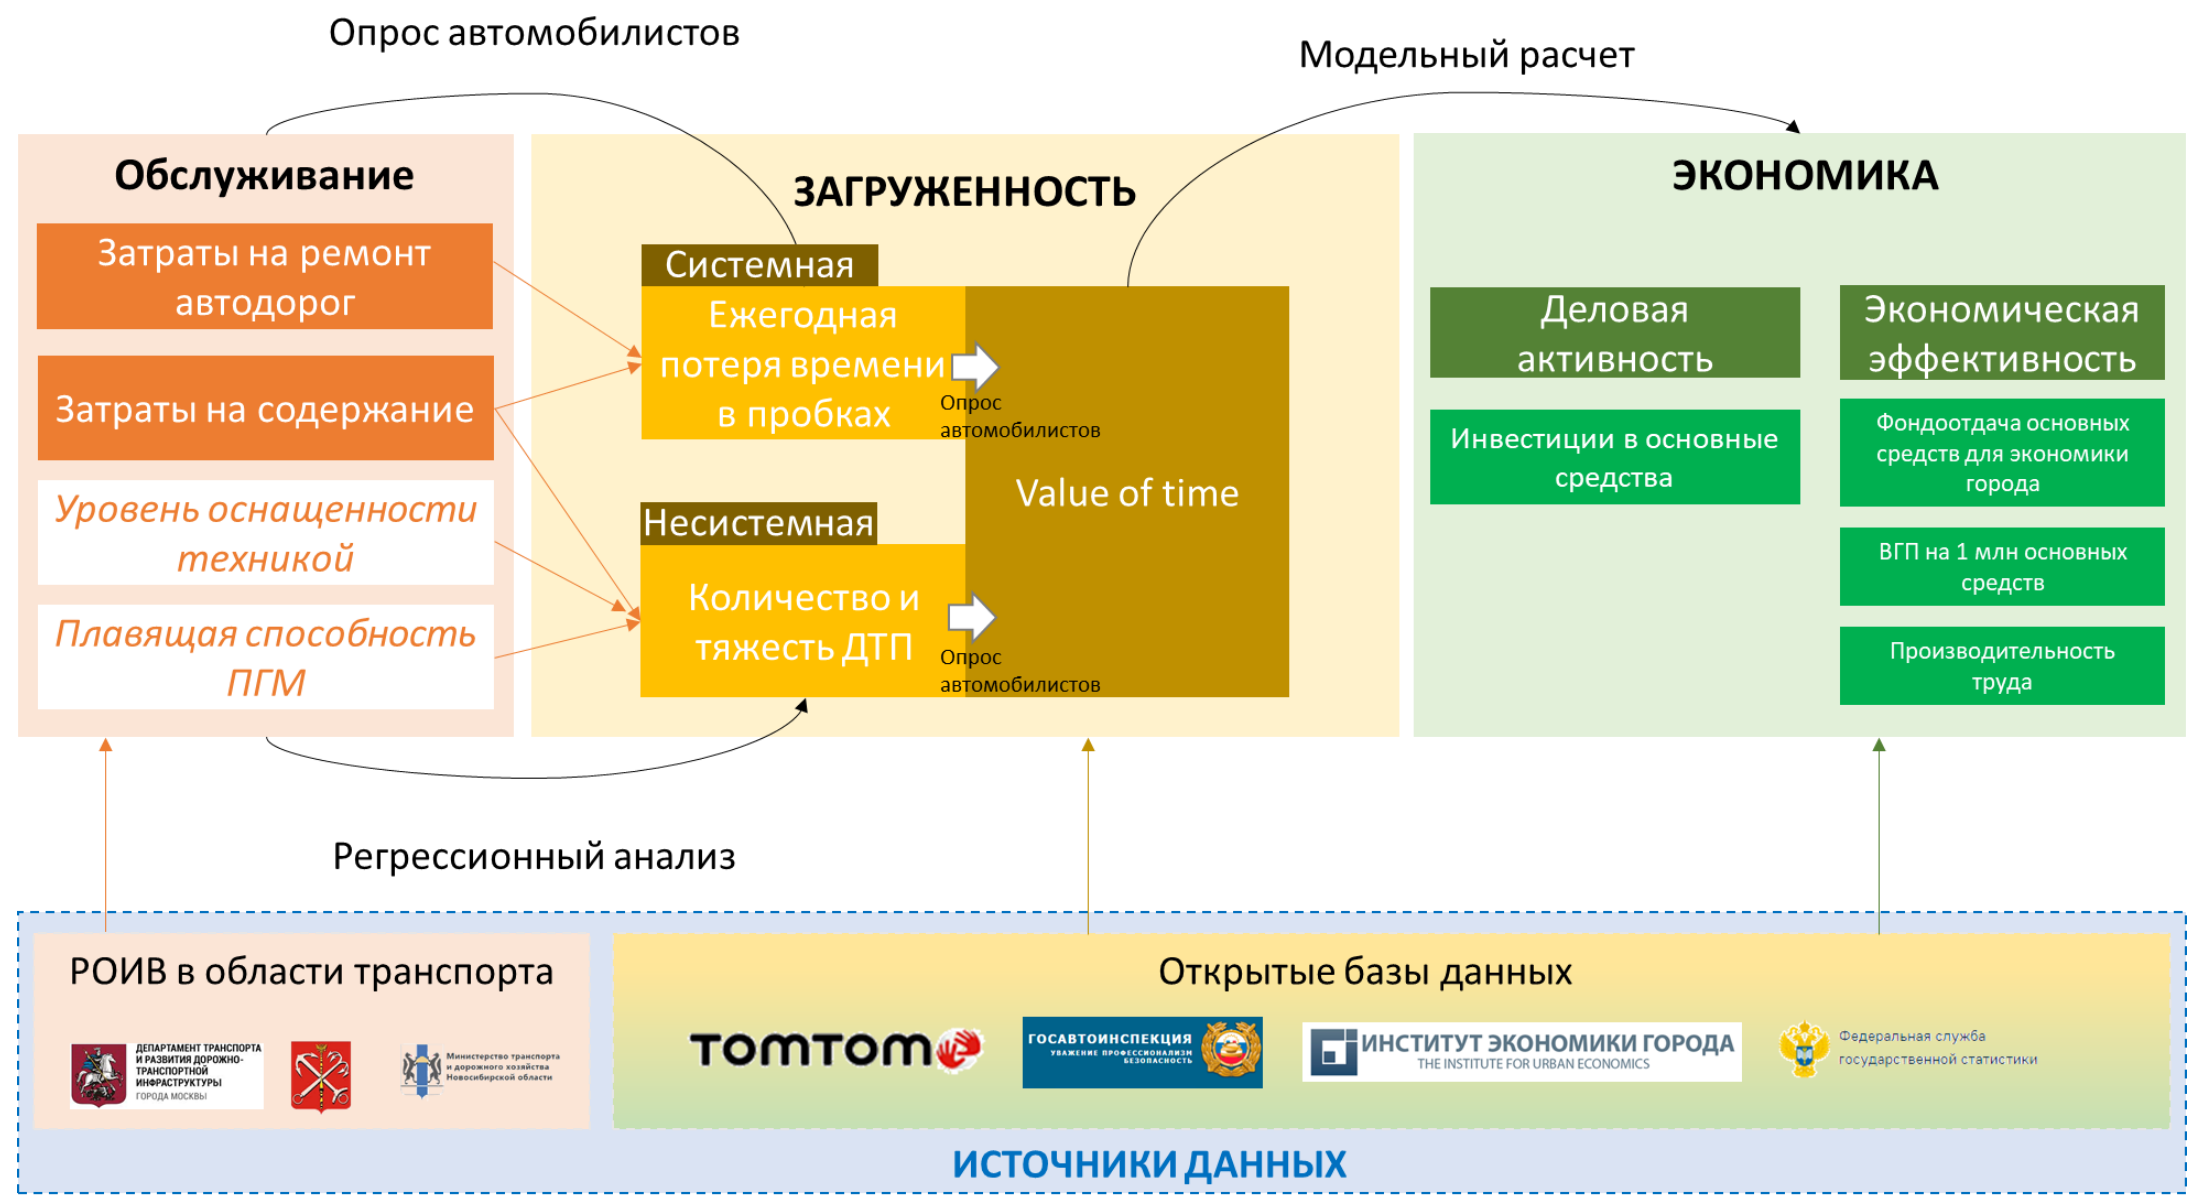 Опрос автомобилистов
Модельный расчет
Обслуживание
Затраты на ремонт
автодорог
Затраты на содержание
Уровень оснащенности
техникой
Плавящая способность
ПГМ
ЗАГРУЖЕННОСТЬ
Системная
Ежегодная
потеря времени
в пробках
Опрос
автомобилистов
Несистемная
Количество и
тяжесть ДТП
Опрос
автомобилистов
Value of time
ЭКОНОМИКА
Деловая
активность
Инвестиции в основные
средства
Экономическая
эффективность
Фондоотдача основных
средств для экономики
города
ВГП на 1 млн основных
средств
Производительность
труда
Регрессионный анализ
РОИВ в области транспорта
ДЕПАРТАМЕНТ ТРАНСПОРТА
И РАЗВИТИЯ ДОРОЖНО-
ТРАНСПОРТНОЙ
ИНФРАСТРУКТУРЫ
ГОРОДА МОСКВЫ
Министерство транспорта
и дорожного хозяйства
Новосибирской области
Открытые базы данных
TOMTOM
ГОСАВТОИНСПЕКЦИЯ
УВАЖЕНИЕ ПРОФЕССИОНАЛИЗМ
БЕЗОПАСНОСТЬ
ИНСТИТУТ ЭКОНОМИКИ ГОРОДА
THE INSTITUTE FOR URBAN ECONOMICS
Федеральная служба
государственной статистики
ИСТОЧНИКИ ДАННЫХ